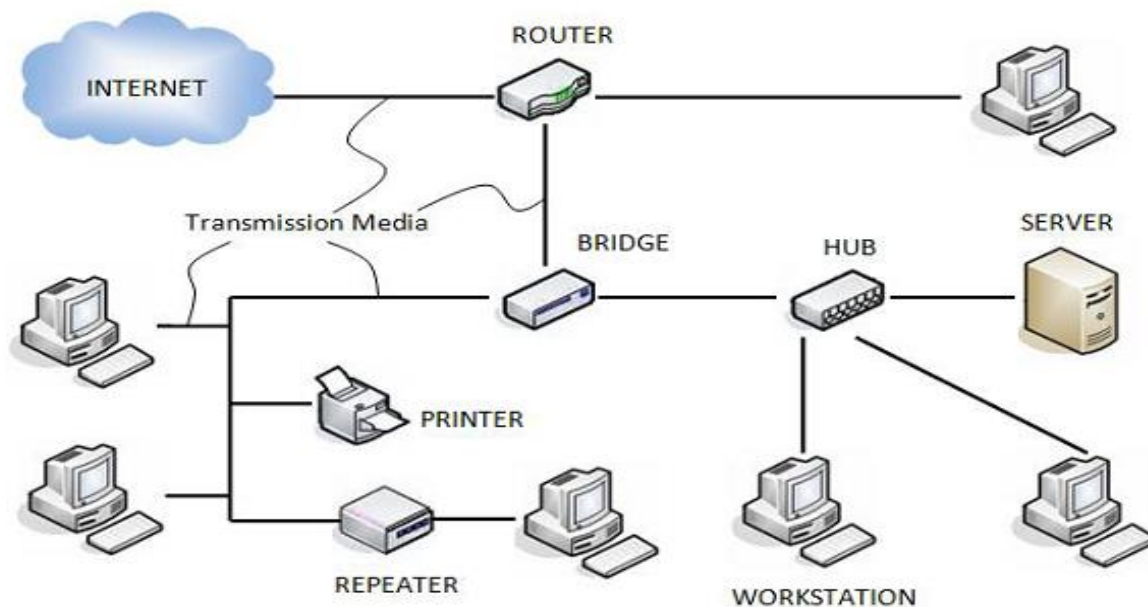 ROUTER
INTERNET
Transmission Media
BRIDGE
HUB
SERVER
PRINTER
REPEATER
WORKSTATION